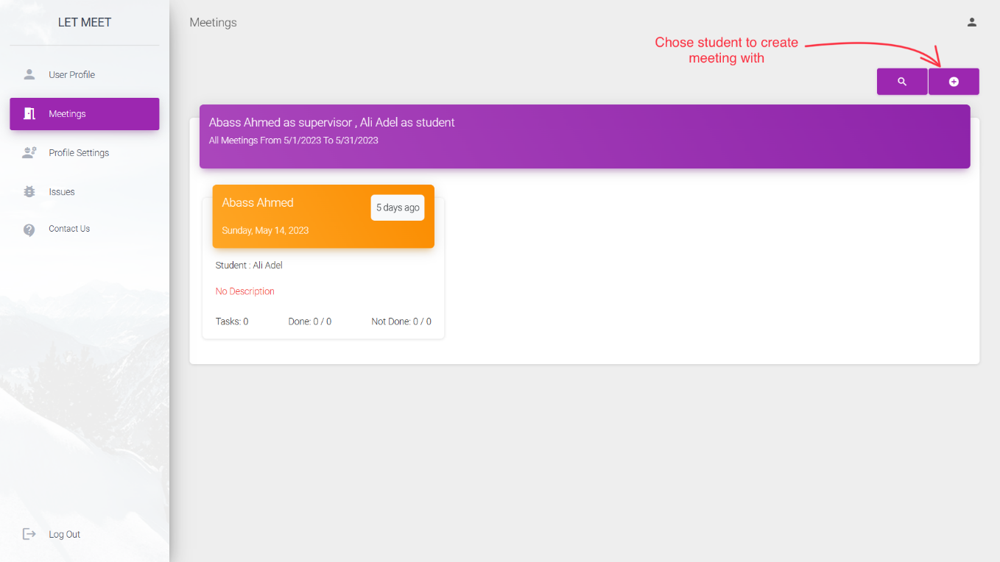 LET MEET
Meetings
Chose student to create
meeting with
User Profile
Meetings
Profile Settings
Issues
Contact Us
Log Out
Abass Ahmed as supervisor , Ali Adel as student
All Meetings From 5/1/2023 To 5/31/2023
Abass Ahmed
5 days ago
Sunday, May 14, 2023
Student : Ali Adel
No Description
Tasks: 0 Done: 0 / 0 Not Done: 0 / 0